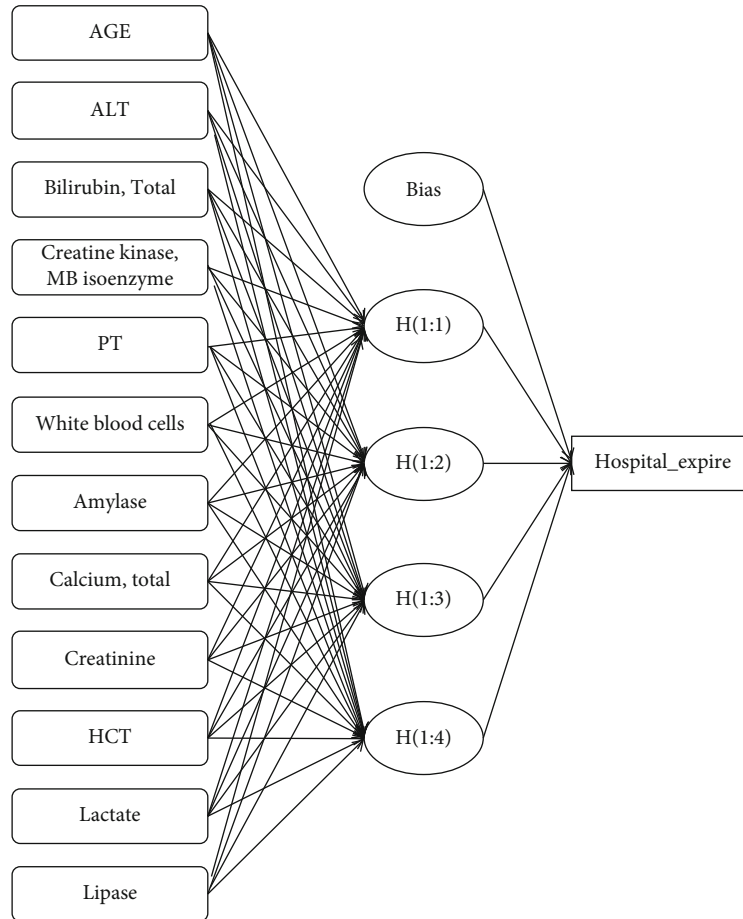 AGE
ALT
Bilirubin, Total
Creatine kinase,
MB isoenzyme
PT
White blood cells
Amylase
Calcium, total
Creatinine
HCT
Lactate
Lipase
Bias
H(1:1)
H(1:2)
H(1:3)
H(1:4)
Hospital_expire